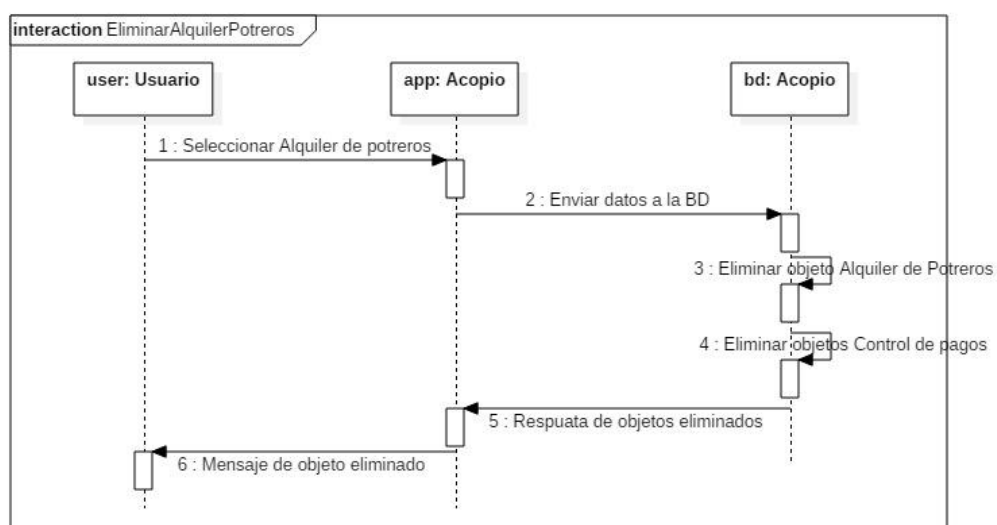 interaction EliminarAlquilerPotreros
user: Usuario
app: Acopio
bd: Acopio
1 : Seleccionar Alquiler de potreros
2 : Enviar datos a la BD
3 : Eliminar objeto Alquiler de Potreros
4 : Eliminar objetos Control de pagos
5 : Respuata de objetos eliminados
6 : Mensaje de objeto eliminado